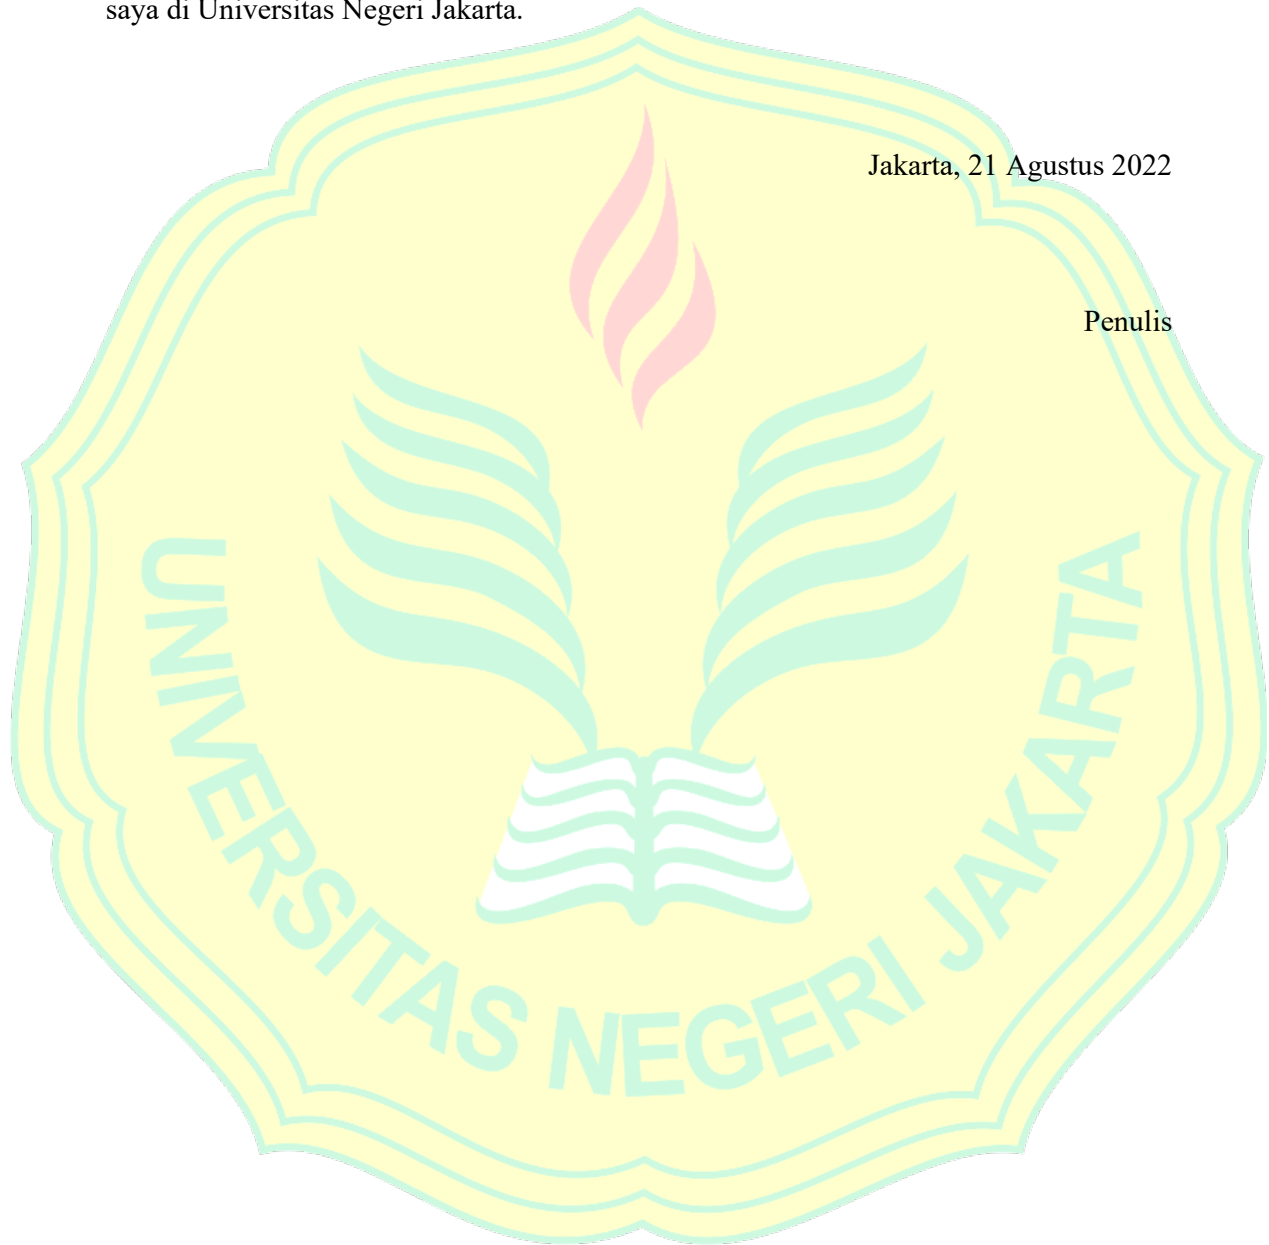 saya di Universitas Negeri Jakarta.
Jakarta, 21 Agustus 2022
Penulis
UNIVERSITAS NEGERI JAKARTA